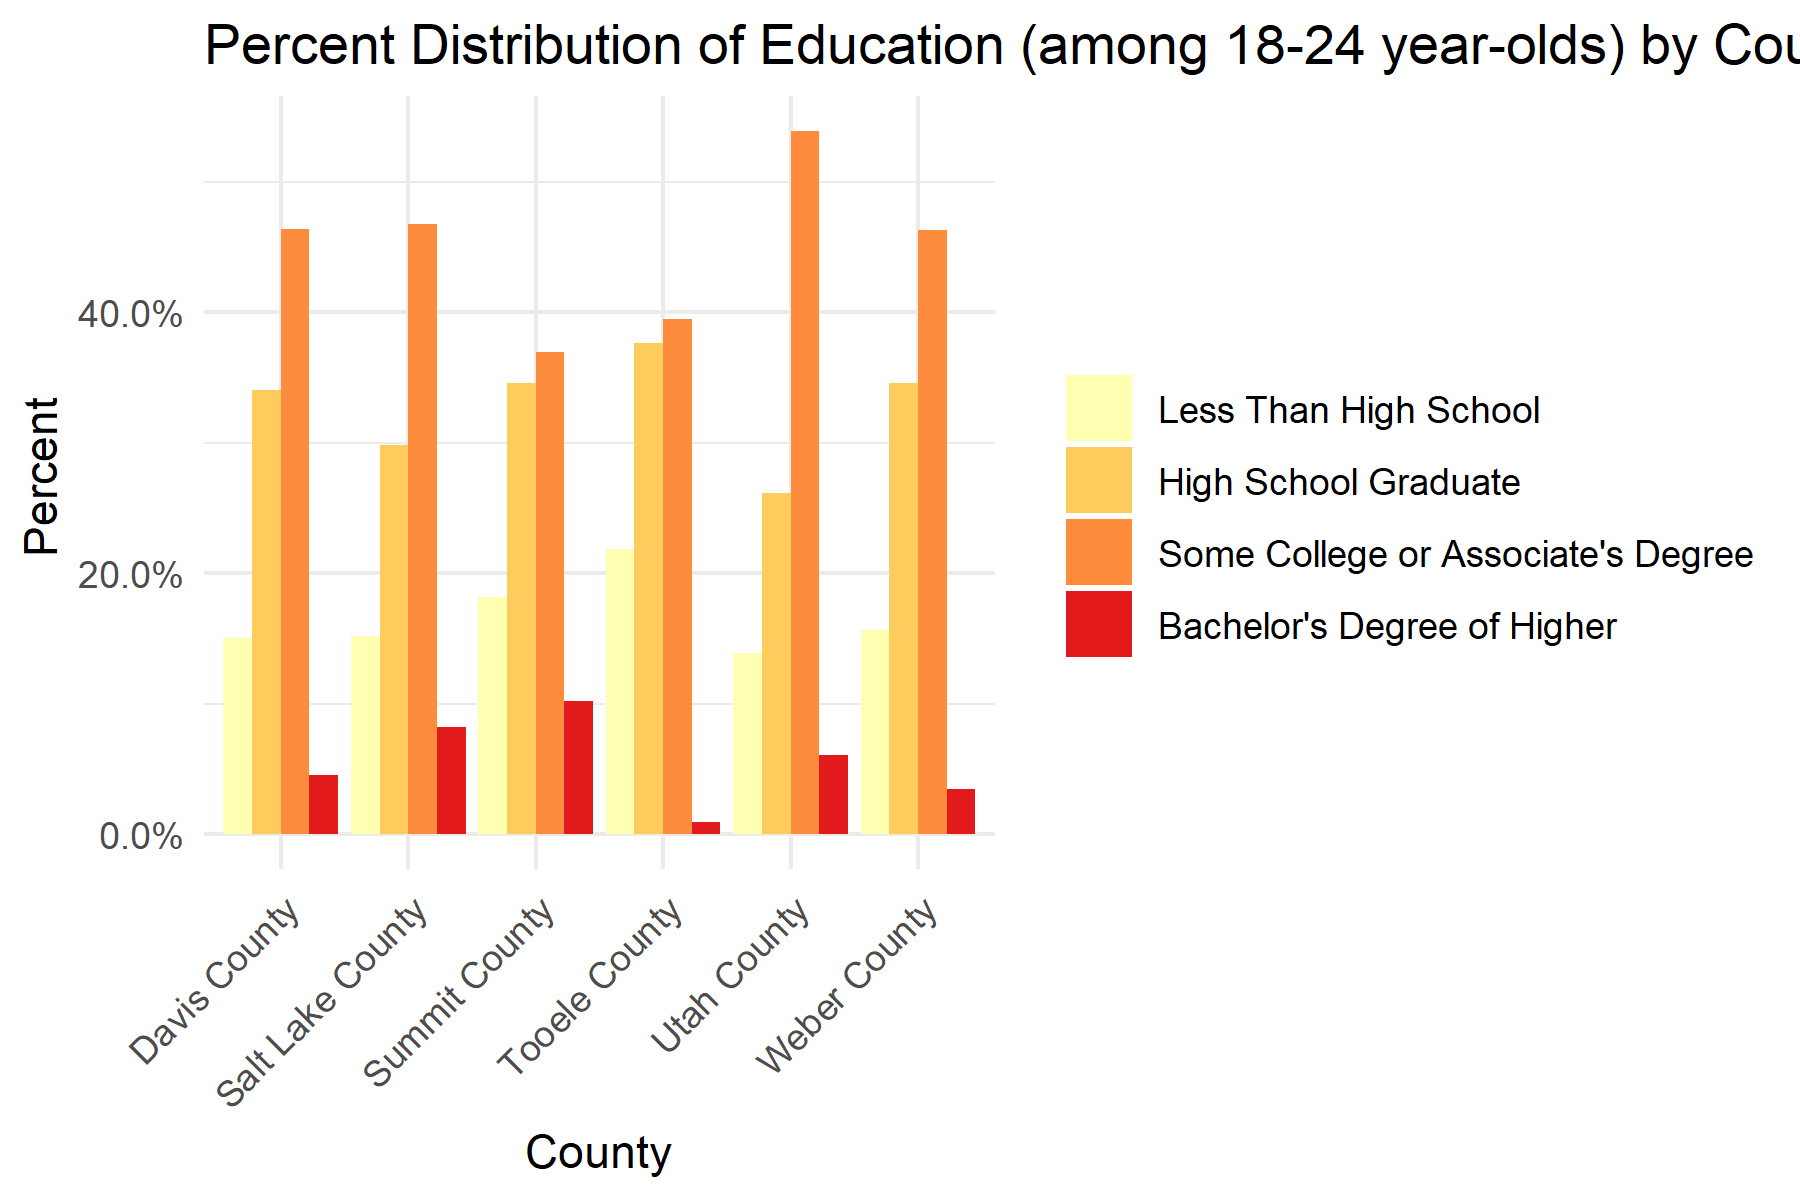 Percent Distribution of Education (among 18-24 year-olds) by Cou
Percent
40.0%
20.0%
0.0%
Less Than High School
High School Graduate
Some College or Associate's Degree
Bachelor's Degree of Higher
Davis County
Salt Lake County
Summit County
Tooele County
Utah County
Weber County
County